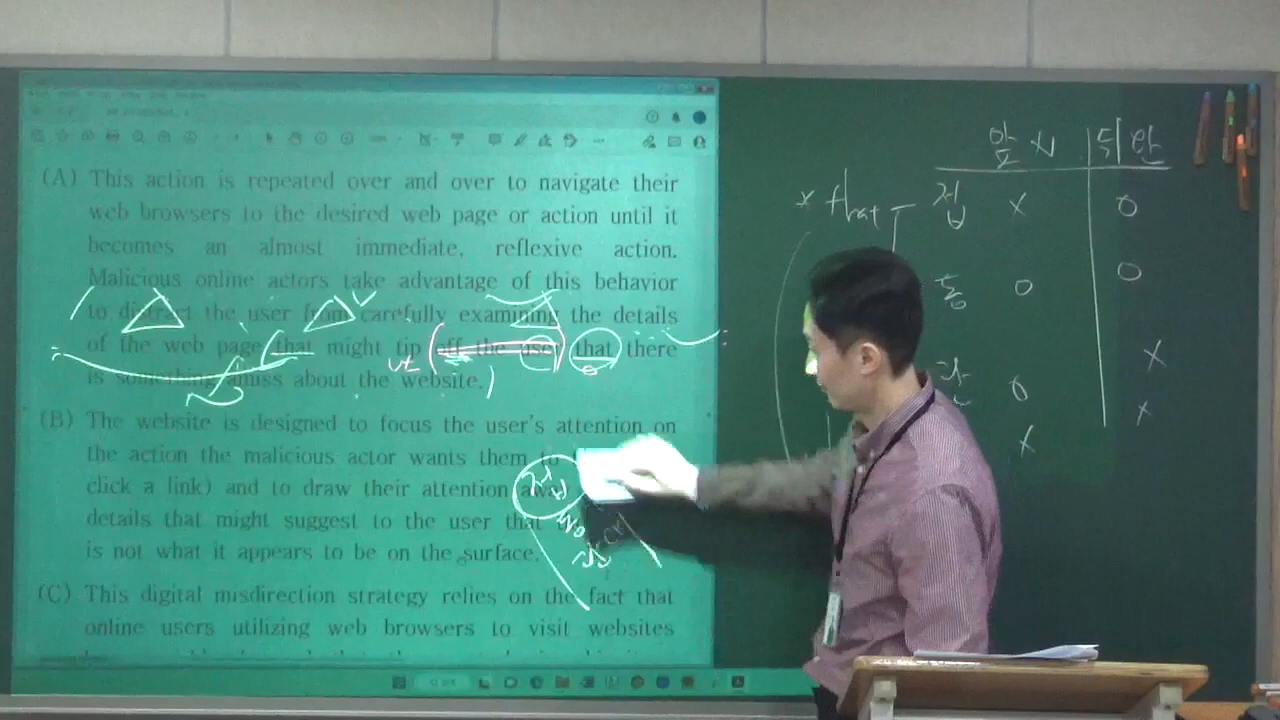 (A) This action is repeated over and over to navigate their
web browsers to the desired web page or action until it
becomes an almost immediate, reflexive action.
Malicious online actors take advantage of this behavior
to distract the user from carefully examining the details
of the web page that might tip off the user that there
is something amiss about the website.
(B) The website is designed to focus the user's attention on
the action the malicious actor wants them to
click a link) and to draw their attention
details that might suggest to the user that
is not what it appears to be on the surface.
(C) This digital misdirection strategy relies on the fact that
online users utilizing web browsers to visit websites
vt
앞 X 뒤 완
* that 접 X O
동 O O
관 O X
X X